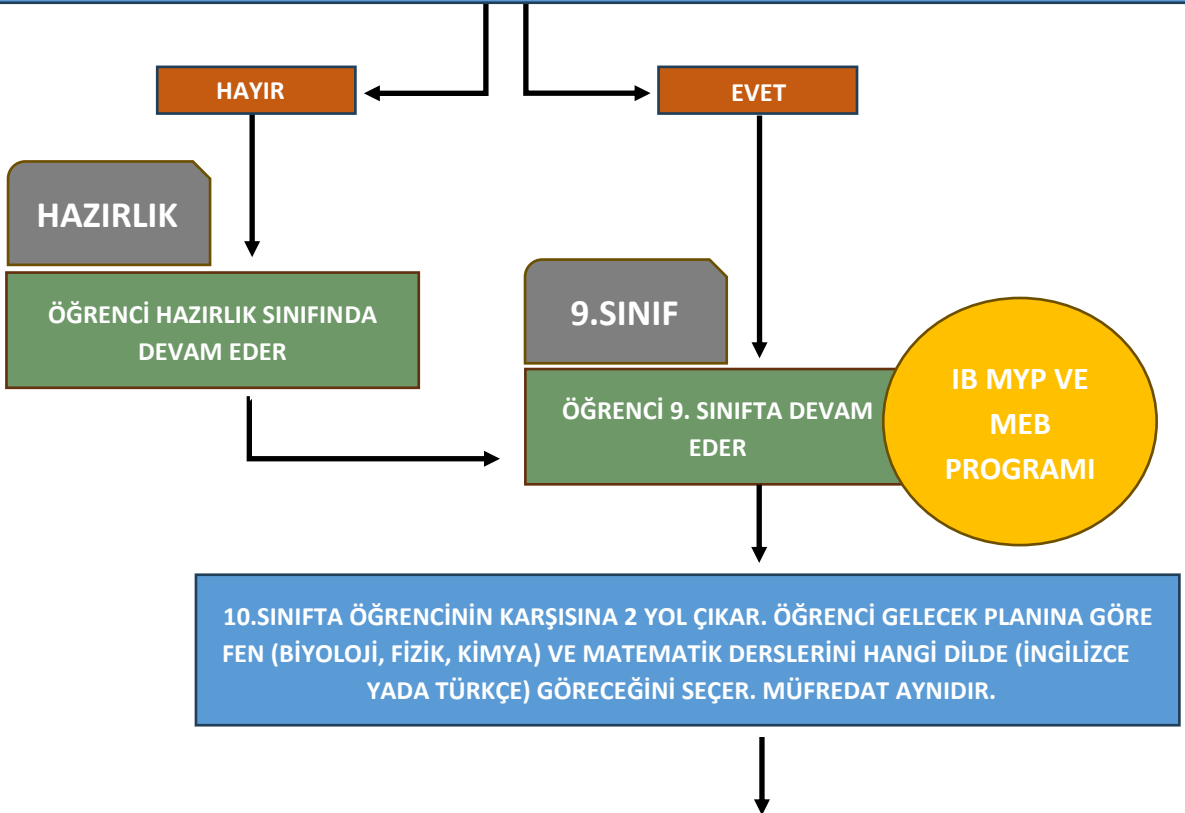 HAYIR
EVET
HAZIRLIK
ÖĞRENCİ HAZIRLIK SINIFINDA
DEVAM EDER
9.SINIF
ÖĞRENCİ 9. SINIFTA DEVAM
EDER
IB MYP VE
MEB
PROGRAMI
10.SINIFTA ÖĞRENCİNİN KARŞISINA 2 YOL ÇIKAR. ÖĞRENCİ GELECEK PLANINA GÖRE
FEN (BİYOLOJİ, FİZİK, KİMYA) VE MATEMATİK DERSLERİNİ HANGİ DİLDE (İNGİLİZCE
YADA TÜRKÇE) GÖRECEĞİNİ SEÇER. MÜFREDAT AYNIDIR.